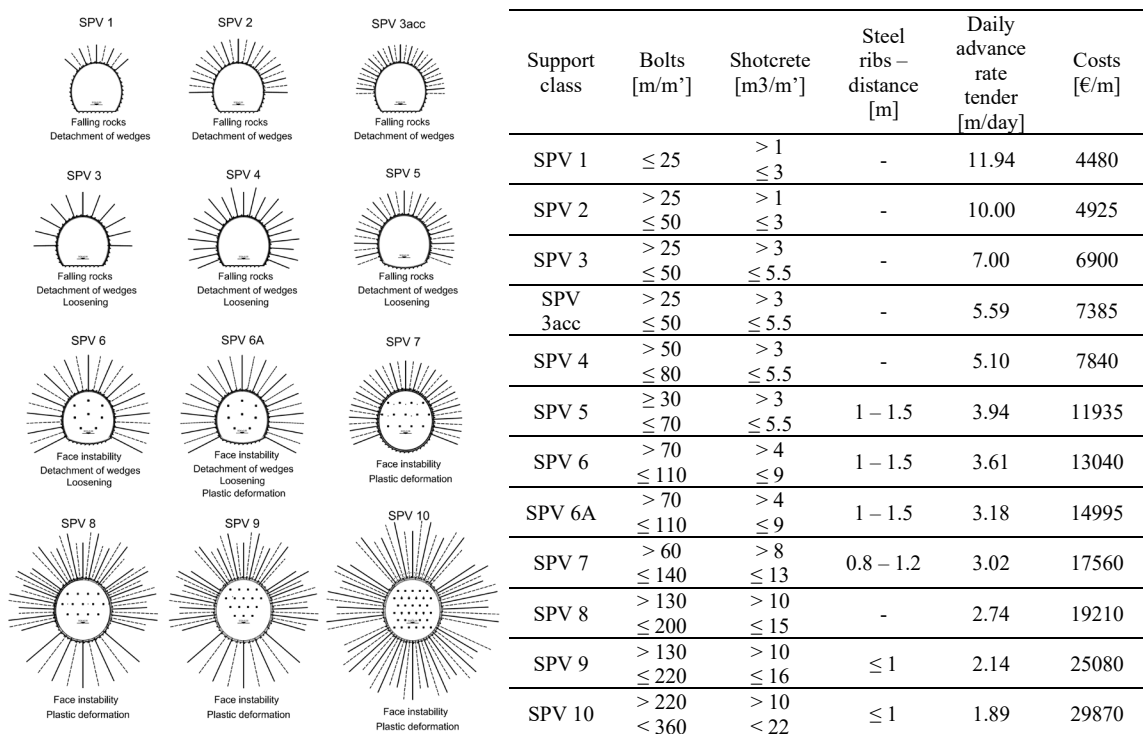 SPV 1
Falling rocks
Detachment of wedges
SPV 2
Falling rocks
Detachment of wedges
SPV 3acc
Falling rocks
Detachment of wedges
SPV 3
Falling rocks
Detachment of wedges
Loosening
SPV 4
Falling rocks
Detachment of wedges
Loosening
SPV 5
Falling rocks
Detachment of wedges
Loosening
SPV 6
Face instability
Detachment of wedges
Loosening
SPV 6A
Face instability
Detachment of wedges
Loosening
Plastic deformation
SPV 7
Face instability
Plastic deformation
SPV 8
Face instability
Plastic deformation
SPV 9
Face instability
Plastic deformation
SPV 10
Face instability
Plastic deformation
Support
class
Bolts
[m/m’]
Shotcrete
[m3/m’]
Steel
ribs –
distance
[m]
Daily
advance
rate
tender
[m/day]
Costs
[€/m]
SPV 1
≤ 25
> 1
≤ 3
-
11.94
4480
SPV 2
> 25
≤ 50
> 1
≤ 3
-
10.00
4925
SPV 3
> 25
≤ 50
> 3
≤ 5.5
-
7.00
6900
SPV
3acc
> 25
≤ 50
> 3
≤ 5.5
-
5.59
7385
SPV 4
> 50
≤ 80
> 3
≤ 5.5
-
5.10
7840
SPV 5
≥ 30
≤ 70
> 3
≤ 5.5
1 – 1.5
3.94
11935
SPV 6
> 70
≤ 110
> 4
≤ 9
1 – 1.5
3.61
13040
SPV 6A
> 70
≤ 110
> 4
≤ 9
1 – 1.5
3.18
14995
SPV 7
> 60
≤ 140
> 8
≤ 13
0.8 – 1.2
3.02
17560
SPV 8
> 130
≤ 200
> 10
≤ 15
-
2.74
19210
SPV 9
> 130
≤ 220
> 10
≤ 16
≤ 1
2.14
25080
SPV 10
> 220
< 360
> 10
< 22
≤ 1
1.89
29870